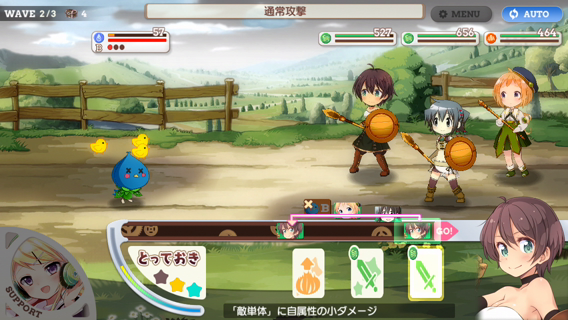 WAVE 2/3 4
通常攻撃
MENU
AUTO
57
B
527
656
464
B
GO!
とっておき
SUPPORT
「敵単体」に自属性の小ダメージ